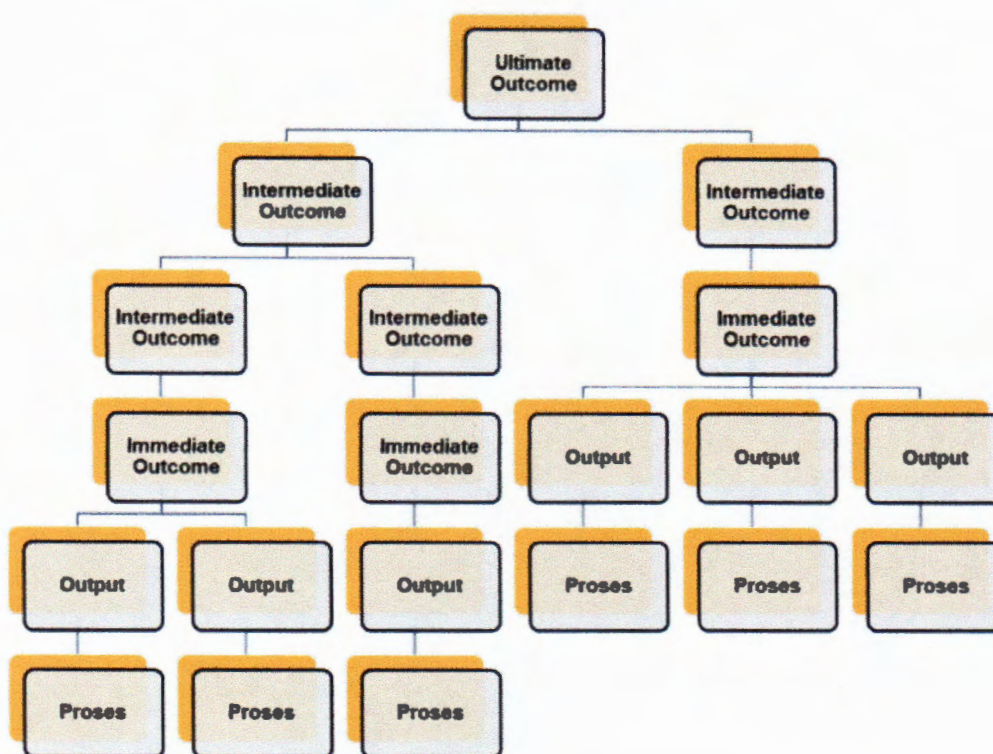 Ultimate
Outcome
Intermediate
Outcome
Intermediate
Outcome
Intermediate
Outcome
Intermediate
Outcome
Immediate
Outcome
Immediate
Outcome
Immediate
Outcome
Output
Output
Output
Output
Output
Output
Proses
Proses
Proses
Proses
Proses
Proses